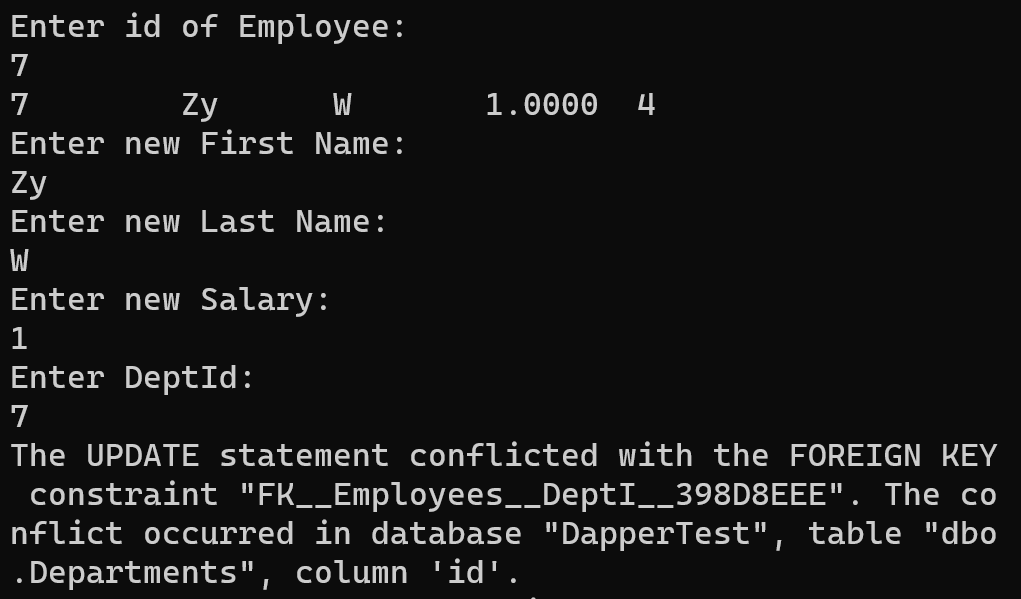 Enter id of Employee:
7
7        Zy      W       1.0000  4
Enter new First Name:
Zy
Enter new Last Name:
W
Enter new Salary:
1
Enter DeptId:
7
The UPDATE statement conflicted with the FOREIGN KEY
 constraint "FK__Employees__DeptI__398D8EEE". The co
nflict occurred in database "DapperTest", table "dbo
.Departments", column 'id'.